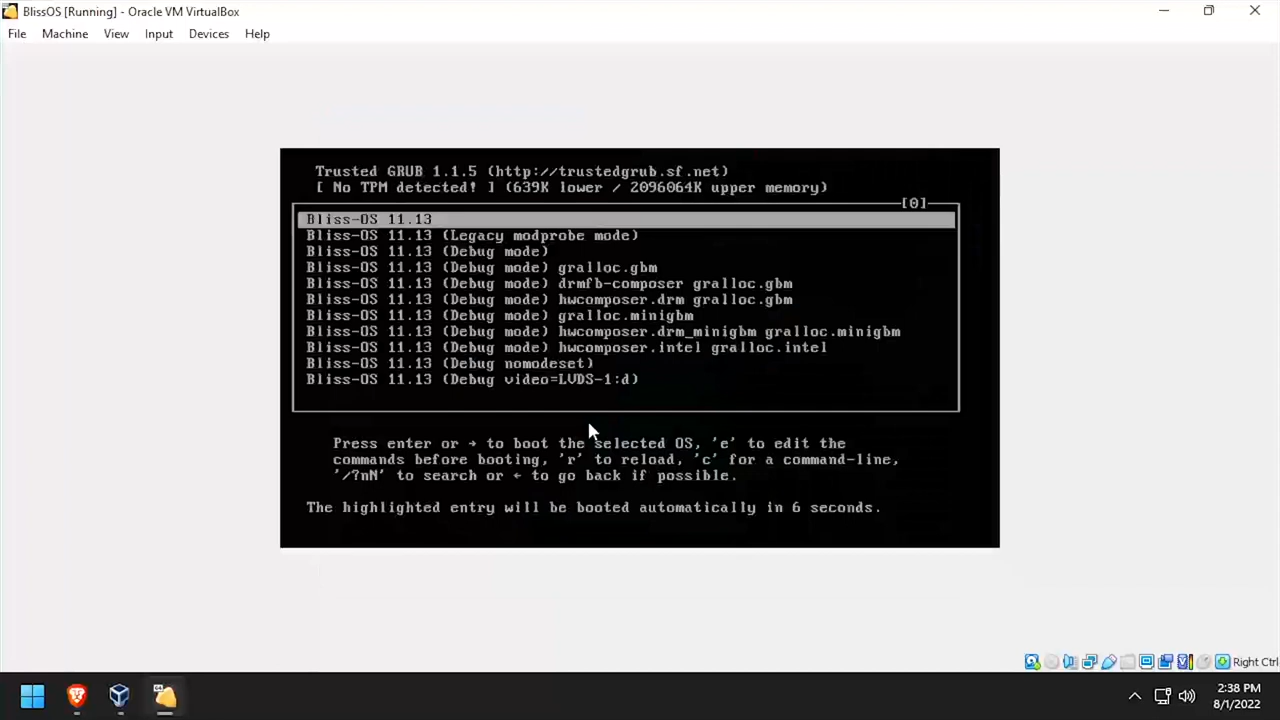 BlissOS [Running] - Oracle VM VirtualBox
File Machine View Input Devices Help
Trusted GRUB 1.1.5 (http://trustedgrub.sf.net)
[ No TPM detected! ] (639K lower / 2096064K upper memory)
[0]
Bliss-OS 11.13
Bliss-OS 11.13 (Legacy modprobe mode)
Bliss-OS 11.13 (Debug mode)
Bliss-OS 11.13 (Debug mode) gralloc.gbm
Bliss-OS 11.13 (Debug mode) drmfb-composer gralloc.gbm
Bliss-OS 11.13 (Debug mode) hwcomposer.drm gralloc.gbm
Bliss-OS 11.13 (Debug mode) gralloc.minigbm
Bliss-OS 11.13 (Debug mode) hwcomposer.drm_minigbm gralloc.minigbm
Bliss-OS 11.13 (Debug mode) hwcomposer.intel gralloc.intel
Bliss-OS 11.13 (Debug nomodeset)
Bliss-OS 11.13 (Debug video=LVDS-1:d)
Press enter or → to boot the selected OS, 'e' to edit the
commands before booting, 'r' to reload, 'c' for a command-line,
'/?nN' to search or ← to go back if possible.
The highlighted entry will be booted automatically in 6 seconds.
Right Ctrl
2:38 PM
8/1/2022